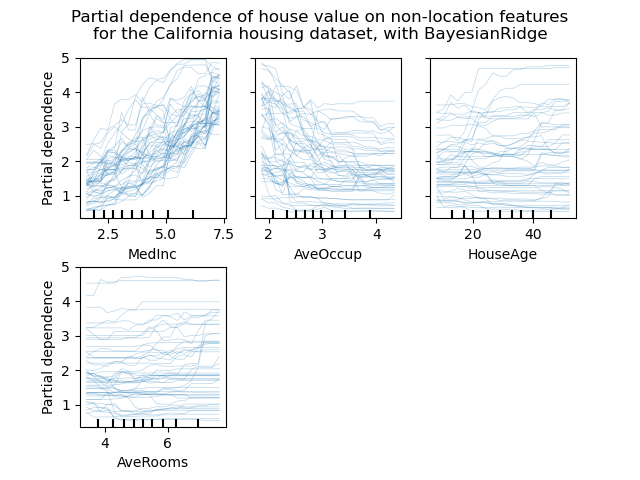 Partial dependence of house value on non-location features
for the California housing dataset, with BayesianRidge
5
4
3
2
1
Partial dependence
2.5 5.0 7.5
MedInc
2 3 4
AveOccup
20 40
HouseAge
5
4
3
2
1
Partial dependence
4 6
AveRooms